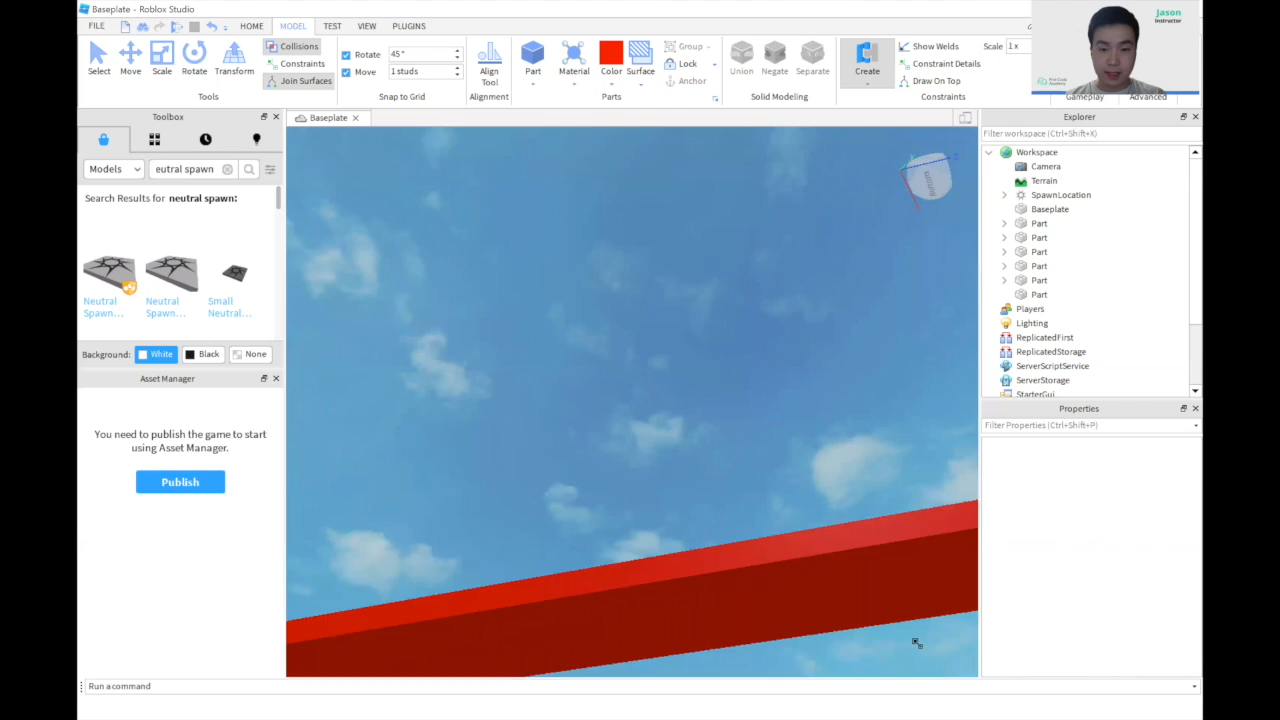 Baseplate - Roblox Studio
FILE
HOME
MODEL
TEST
VIEW
PLUGINS
Jason
Instructor
Select
Move
Scale
Rotate
Transform
Tools
Collisions
Constraints
Join Surfaces
Rotate
45°
Move
1 studs
Snap to Grid
Align
Tool
Alignment
Part
Material
Color
Surface
Parts
Group
Lock
Anchor
Union
Negate
Separate
Solid Modeling
Create
Show Welds
Scale
1 x
Constraint Details
Draw On Top
Constraints
Gameplay
Advanced
Toolbox
Baseplate
Models
eutral spawn
Search Results for neutral spawn:
Neutral
Spawn...
Neutral
Spawn...
Small
Neutral...
Background:
White
Black
None
Asset Manager
You need to publish the game to start
using Asset Manager.
Publish
Explorer
Filter workspace (Ctrl+Shift+X)
Workspace
Camera
Terrain
SpawnLocation
Baseplate
Part
Part
Part
Part
Part
Part
Players
Lighting
ReplicatedFirst
ReplicatedStorage
ServerScriptService
ServerStorage
StarterGui
Properties
Filter Properties (Ctrl+Shift+P)
Run a command